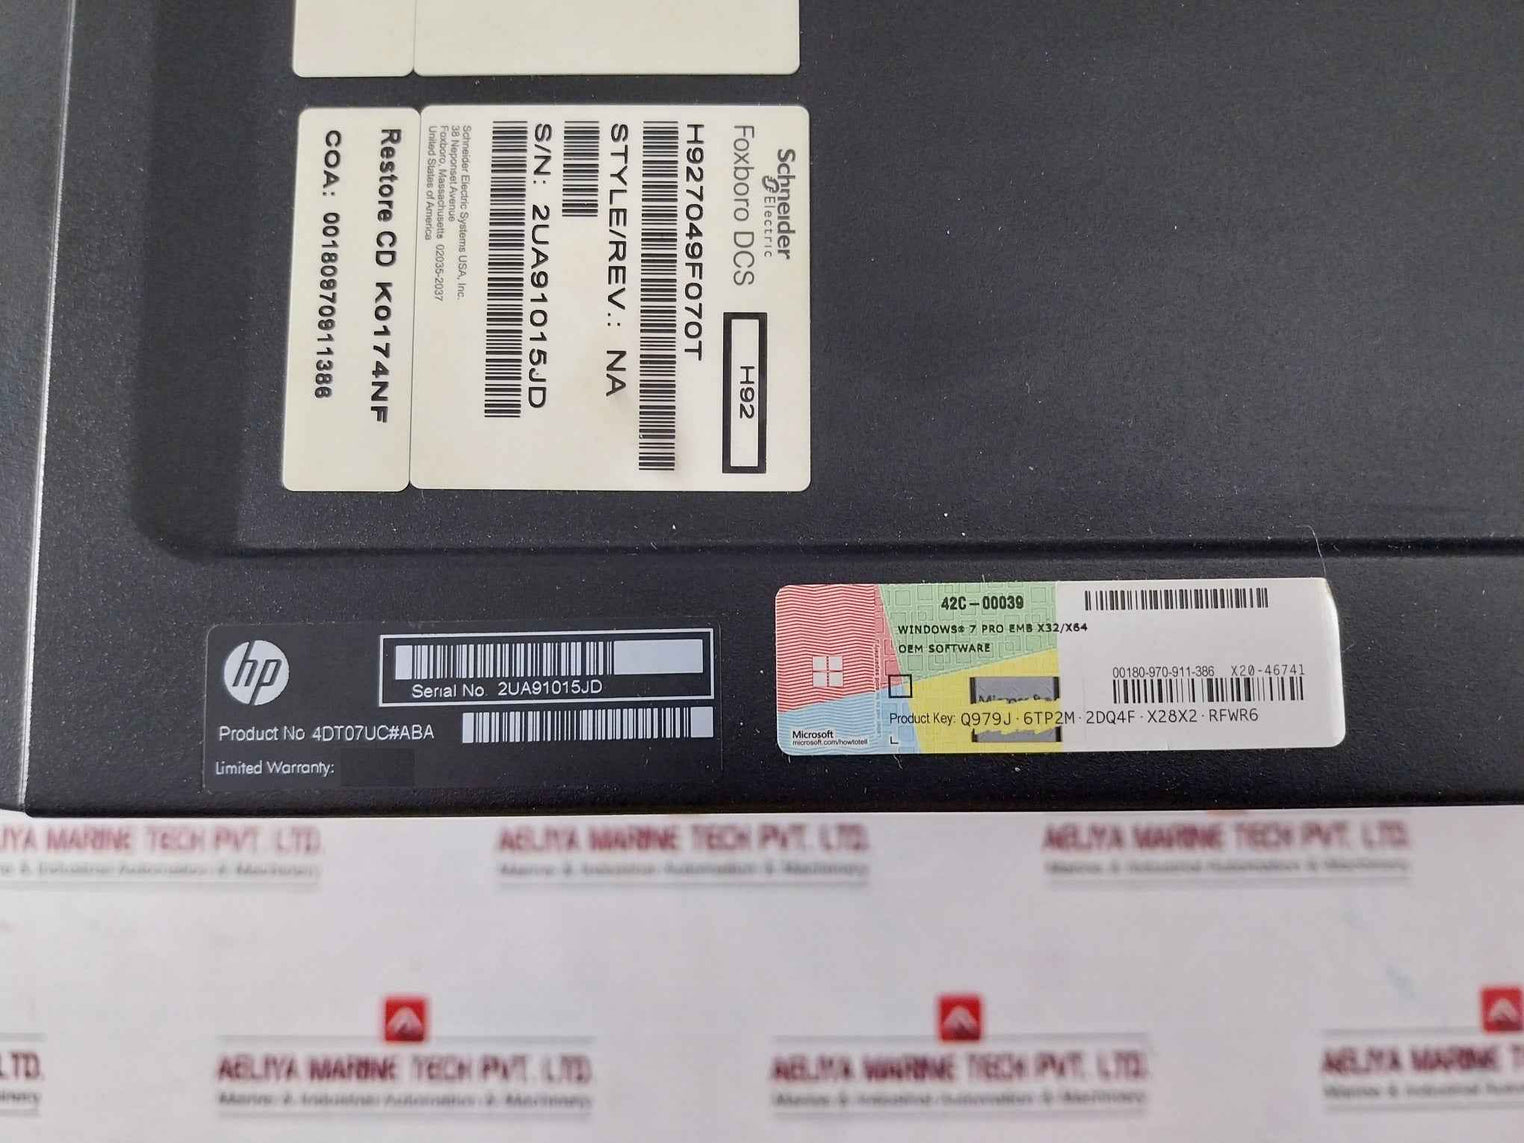 Schneider
Electric
Foxboro DCS
H92
H927049F070T
STYLE/REV.: NA
S/N: 2UA91015JD
Schneider Electric Systems USA, Inc.
38 Neponset Avenue
Foxboro, Massachusetts 02035-2037
United States of America
Restore CD K0174NF
COA: 00180970911386
hp
Serial No. 2UA91015JD
Product No 4DT07UC#ABA
Limited Warranty:
42C-00039
WINDOWS® 7 PRO EMB X32/X64
OEM SOFTWARE
00180-970-911-386 X20-46741
Product Key: Q979J-6TP2M-2DQ4F-X28X2-RFWR6
Microsoft
microsoft.com/howtotell
AELIYA MARINE TECH PVT. LTD.
Marine & Industrial Automation & Machinery
AELIYA MARINE TECH PVT. LTD.
Marine & Industrial Automation & Machinery
AELIYA MARINE TECH PVT. LTD.
Marine & Industrial Automation & Machinery
LTD.
AELIYA MARINE TECH PVT. LTD.
Marine & Industrial Automation & Machinery
AELIYA MARINE TECH PVT. LTD.
Marine & Industrial Automation & Machinery
AELIYA MARINE
Marine & Industrial